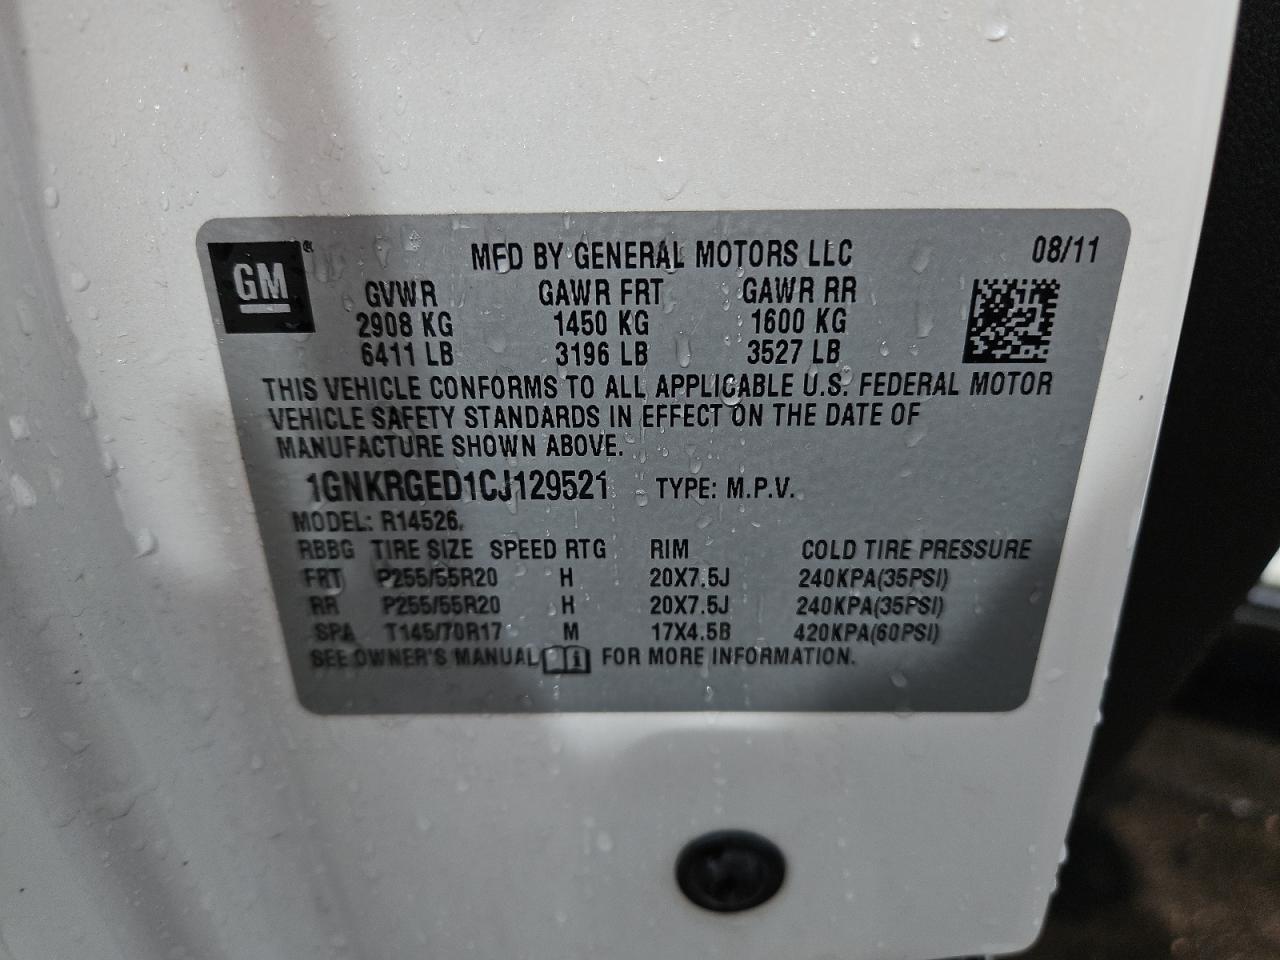 GM ®
MFD BY GENERAL MOTORS LLC 08/11
GVWR GAWR FRT GAWR RR
2908 KG 1450 KG 1600 KG
6411 LB 3196 LB 3527 LB
THIS VEHICLE CONFORMS TO ALL APPLICABLE U.S. FEDERAL MOTOR
VEHICLE SAFETY STANDARDS IN EFFECT ON THE DATE OF
MANUFACTURE SHOWN ABOVE.
1GNKRGED1CJ129521 TYPE: M.P.V.
MODEL: R14526
RBBG TIRE SIZE SPEED RTG RIM COLD TIRE PRESSURE
FRT P255/55R20 H 20X7.5J 240KPA(35PSI)
RR P255/55R20 H 20X7.5J 240KPA(35PSI)
SPA T145/70R17 M 17X4.5B 420KPA(60PSI)
SEE OWNER'S MANUAL FOR MORE INFORMATION.